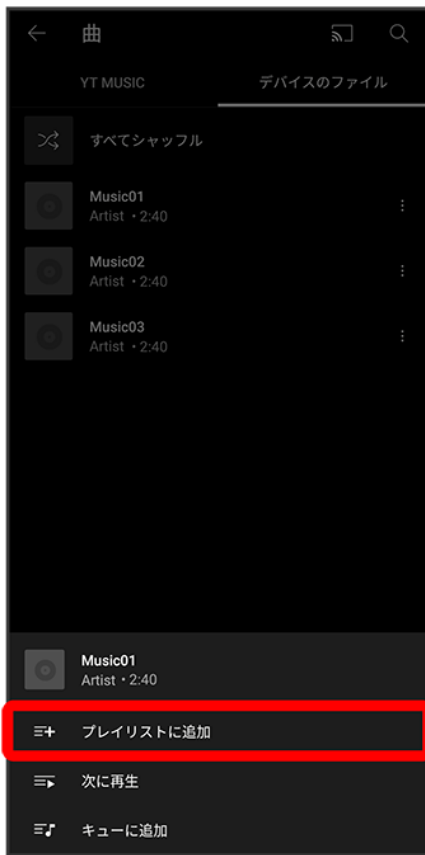 曲
YT MUSIC
デバイスのファイル
すべてシャッフル
Music01
Artist • 2:40
Music02
Artist • 2:40
Music03
Artist • 2:40
Music01
Artist • 2:40
プレイリストに追加
次に再生
キューに追加